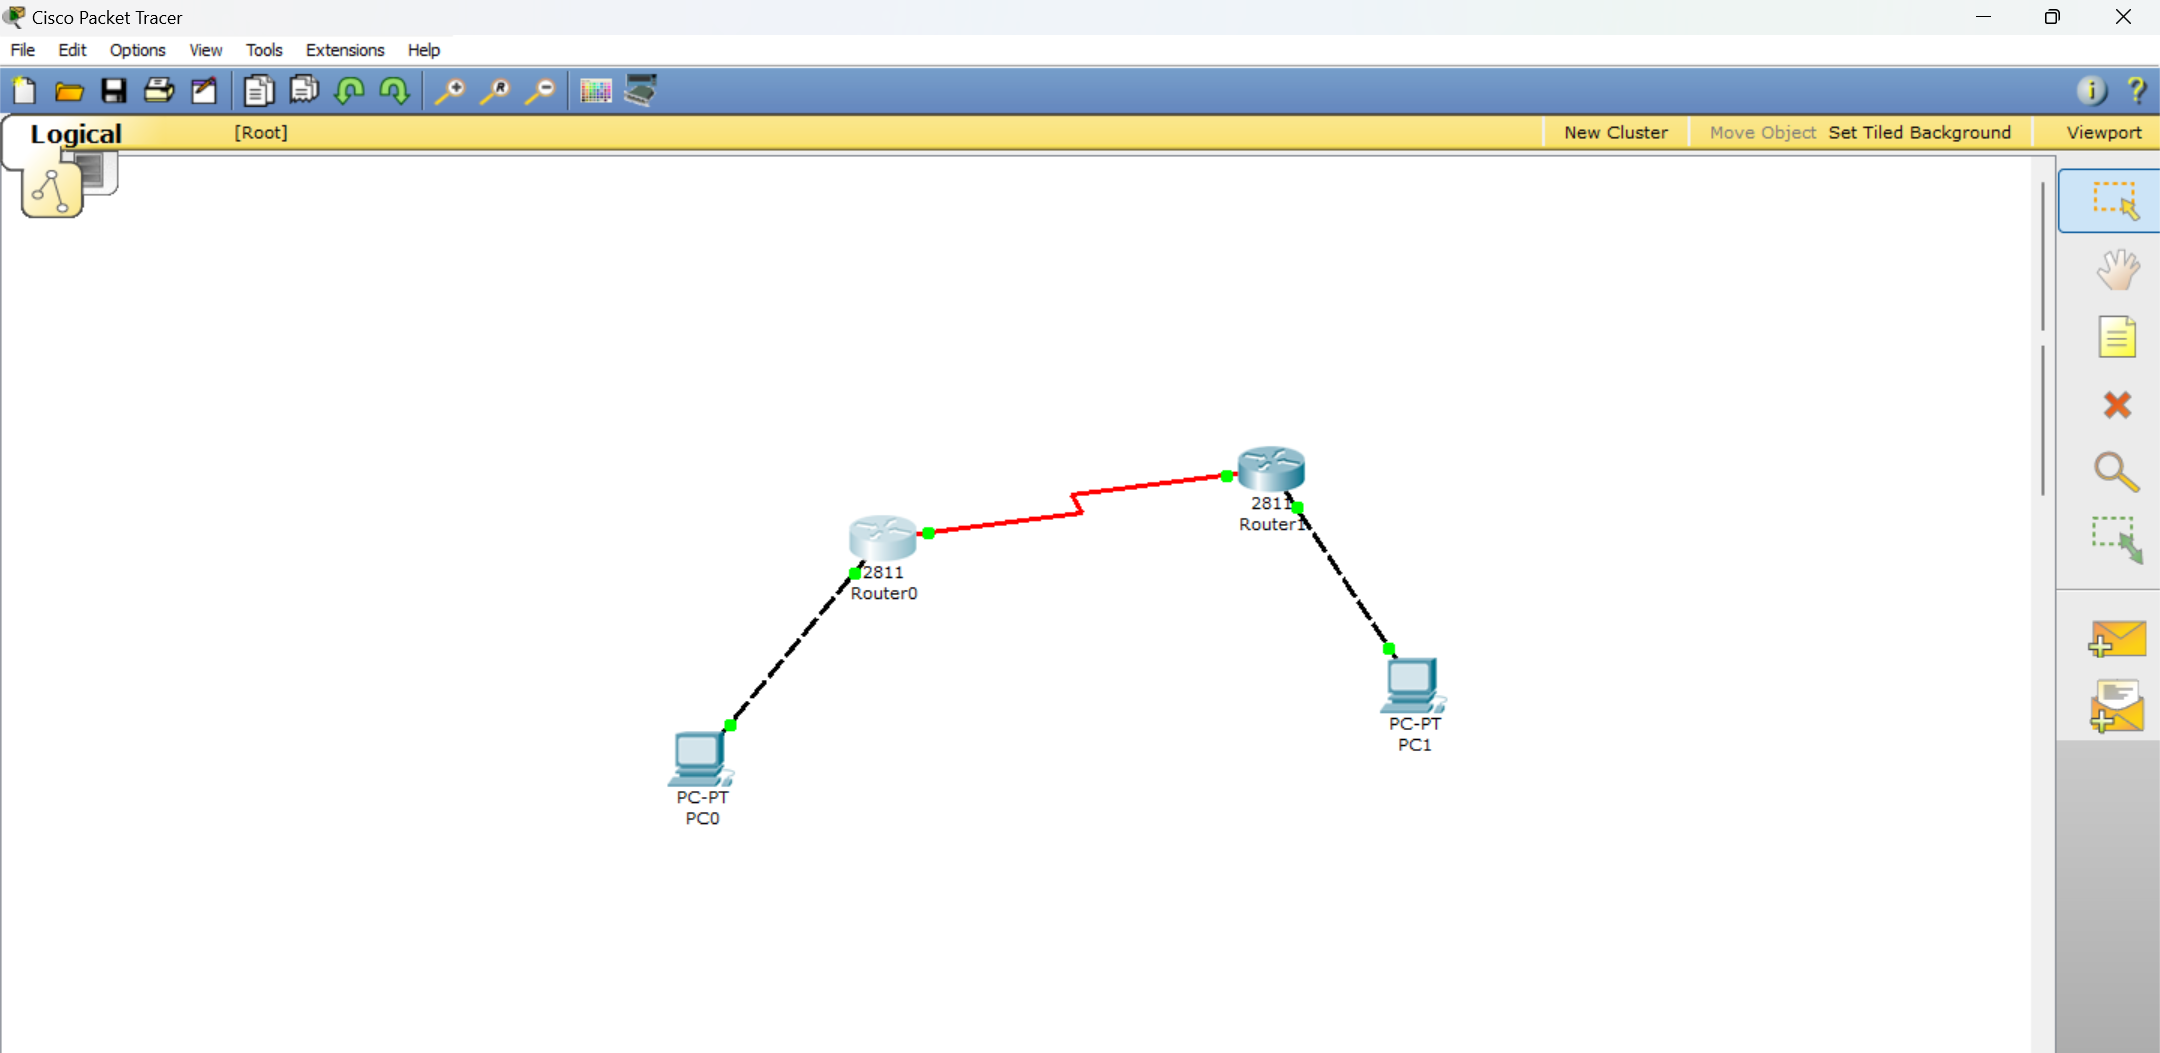 Cisco Packet Tracer
File Edit Options View Tools Extensions Help
Logical [Root] New Cluster Move Object Set Tiled Background Viewport
2811
Router1
2811
Router0
PC-PT
PC1
PC-PT
PC0